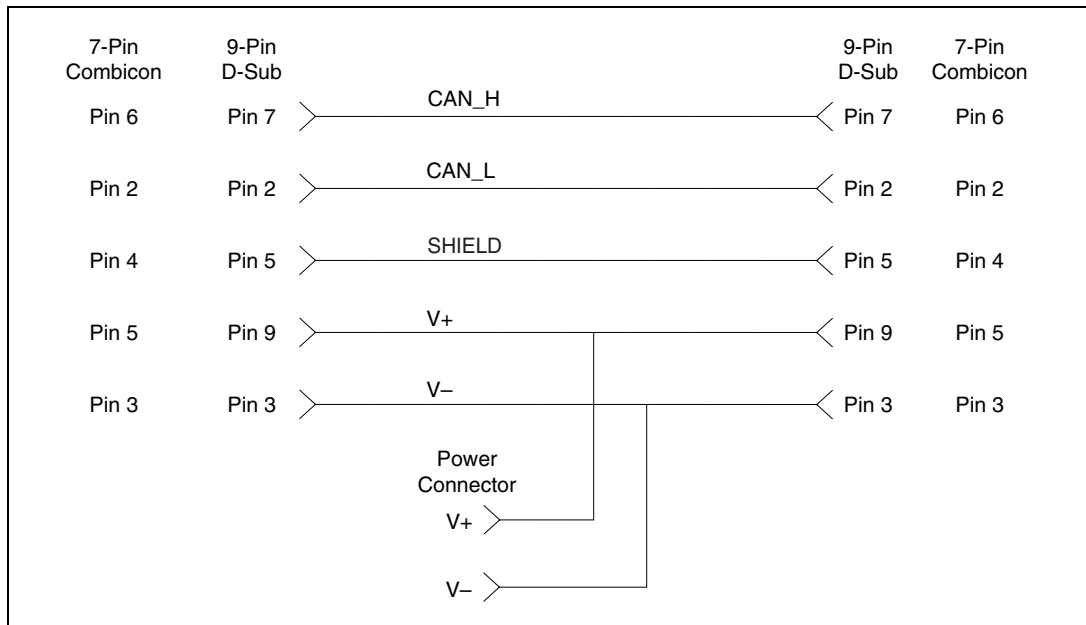 7-Pin
Combicon
9-Pin
D-Sub
9-Pin
D-Sub
7-Pin
Combicon
Pin 6 Pin 7 CAN_H Pin 7 Pin 6
Pin 2 Pin 2 CAN_L Pin 2 Pin 2
Pin 4 Pin 5 SHIELD Pin 5 Pin 4
Pin 5 Pin 9 V+ Pin 9 Pin 5
Pin 3 Pin 3 V– Pin 3 Pin 3
Power
Connector
V+
V–